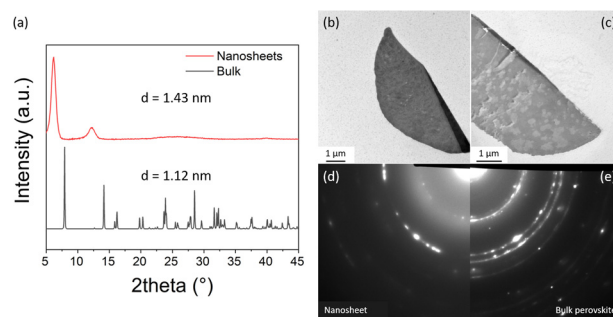 (a)
Nanosheets
Bulk
d = 1.43 nm
d = 1.12 nm
Intensity (a.u.)
5 10 15 20 25 30 35 40 45
2theta (°)
(b)
1 µm
(c)
1 µm
(d)
Nanosheet
(e)
Bulk perovskite